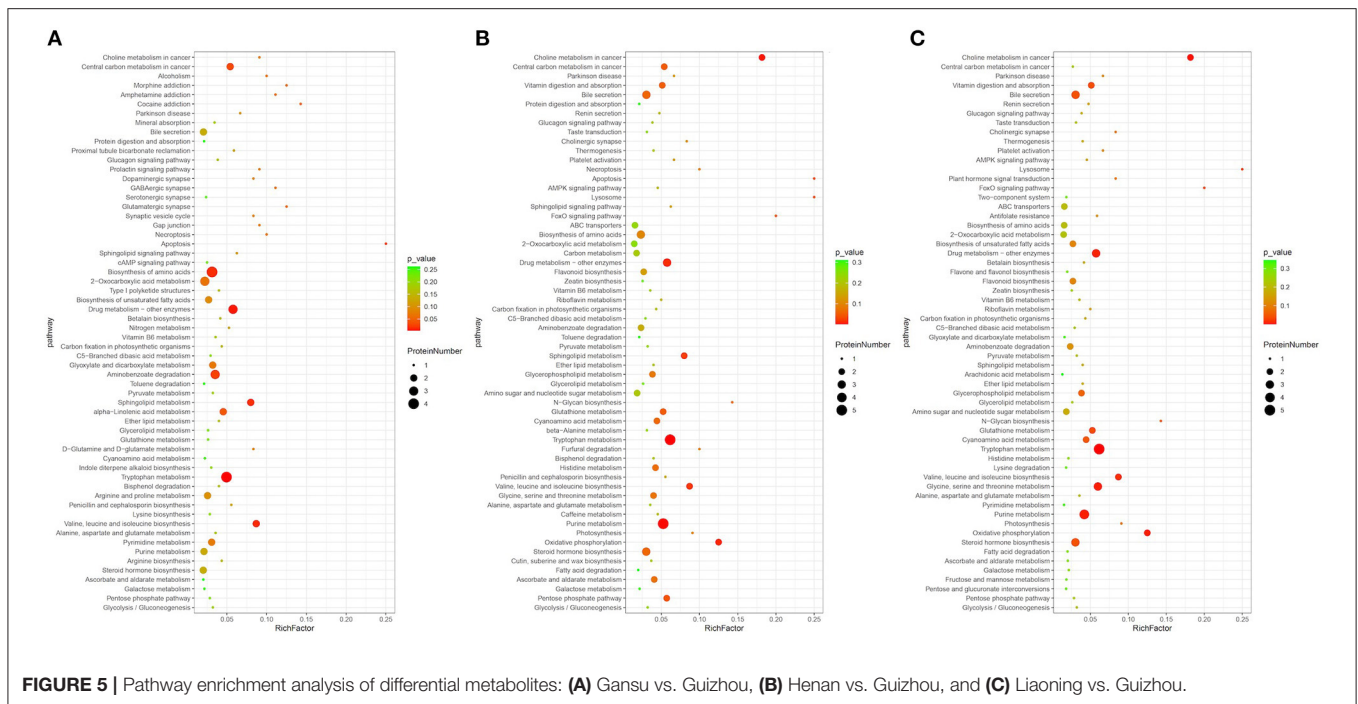 A
Choline metabolism in cancer
Central carbon metabolism in cancer
Alcoholism
Morphine addiction
Amphetamine addiction
Cocaine addiction
Parkinson disease
Mineral absorption
Bile secretion
Protein digestion and absorption
Proximal tubule bicarbonate reclamation
Glucagon signaling pathway
Prolactin signaling pathway
Dopaminergic synapse
GABAergic synapse
Serotonergic synapse
Glutamatergic synapse
Synaptic vesicle cycle
Gap junction
Necroptosis
Apoptosis
Sphingolipid signaling pathway
cAMP signaling pathway
Biosynthesis of amino acids
2-Oxocarboxylic acid metabolism
Type I polyketide structures
Biosynthesis of unsaturated fatty acids
Drug metabolism - other enzymes
Betalain biosynthesis
Nitrogen metabolism
Vitamin B6 metabolism
Carbon fixation in photosynthetic organisms
C5-Branched dibasic acid metabolism
Glyoxylate and dicarboxylate metabolism
Aminobenzoate degradation
Toluene degradation
Pyruvate metabolism
Sphingolipid metabolism
alpha-Linolenic acid metabolism
Ether lipid metabolism
Glycerolipid metabolism
Glutathione metabolism
D-Glutamine and D-glutamate metabolism
Cyanoamino acid metabolism
Indole diterpene alkaloid biosynthesis
Tryptophan metabolism
Bisphenol degradation
Arginine and proline metabolism
Penicillin and cephalosporin biosynthesis
Lysine biosynthesis
Valine, leucine and isoleucine biosynthesis
Alanine, aspartate and glutamate metabolism
Pyrimidine metabolism
Purine metabolism
Arginine biosynthesis
Steroid hormone biosynthesis
Ascorbate and aldarate metabolism
Galactose metabolism
Pentose phosphate pathway
Glycolysis / Gluconeogenesis
pathway
0.05 0.10 0.15 0.20 0.25
RichFactor
p_value
0.25
0.20
0.15
0.10
0.05
ProteinNumber
1
2
3
4
B
Choline metabolism in cancer
Central carbon metabolism in cancer
Parkinson disease
Vitamin digestion and absorption
Bile secretion
Protein digestion and absorption
Renin secretion
Glucagon signaling pathway
Taste transduction
Cholinergic synapse
Thermogenesis
Platelet activation
Necroptosis
Apoptosis
AMPK signaling pathway
Lysosome
Sphingolipid signaling pathway
FoxO signaling pathway
ABC transporters
Biosynthesis of amino acids
2-Oxocarboxylic acid metabolism
Carbon metabolism
Drug metabolism - other enzymes
Flavonoid biosynthesis
Zeatin biosynthesis
Vitamin B6 metabolism
Riboflavin metabolism
Carbon fixation in photosynthetic organisms
C5-Branched dibasic acid metabolism
Aminobenzoate degradation
Toluene degradation
Pyruvate metabolism
Sphingolipid metabolism
Ether lipid metabolism
Glycerophospholipid metabolism
Glycerolipid metabolism
Amino sugar and nucleotide sugar metabolism
N-Glycan biosynthesis
Glutathione metabolism
Cyanoamino acid metabolism
beta-Alanine metabolism
Tryptophan metabolism
Furfural degradation
Bisphenol degradation
Histidine metabolism
Penicillin and cephalosporin biosynthesis
Valine, leucine and isoleucine biosynthesis
Glycine, serine and threonine metabolism
Alanine, aspartate and glutamate metabolism
Caffeine metabolism
Purine metabolism
Photosynthesis
Oxidative phosphorylation
Steroid hormone biosynthesis
Cutin, suberine and wax biosynthesis
Fatty acid degradation
Ascorbate and aldarate metabolism
Galactose metabolism
Pentose phosphate pathway
Glycolysis / Gluconeogenesis
pathway
0.05 0.10 0.15 0.20 0.25
RichFactor
p_value
0.3
0.2
0.1
ProteinNumber
1
2
3
4
5
C
Choline metabolism in cancer
Central carbon metabolism in cancer
Parkinson disease
Vitamin digestion and absorption
Bile secretion
Renin secretion
Glucagon signaling pathway
Taste transduction
Cholinergic synapse
Thermogenesis
Platelet activation
AMPK signaling pathway
Lysosome
Plant hormone signal transduction
FoxO signaling pathway
Two-component system
ABC transporters
Antifolate resistance
Biosynthesis of amino acids
2-Oxocarboxylic acid metabolism
Biosynthesis of unsaturated fatty acids
Drug metabolism - other enzymes
Betalain biosynthesis
Flavone and flavonol biosynthesis
Flavonoid biosynthesis
Zeatin biosynthesis
Vitamin B6 metabolism
Riboflavin metabolism
Carbon fixation in photosynthetic organisms
C5-Branched dibasic acid metabolism
Glyoxylate and dicarboxylate metabolism
Aminobenzoate degradation
Pyruvate metabolism
Sphingolipid metabolism
Arachidonic acid metabolism
Ether lipid metabolism
Glycerophospholipid metabolism
Glycerolipid metabolism
Amino sugar and nucleotide sugar metabolism
N-Glycan biosynthesis
Glutathione metabolism
Cyanoamino acid metabolism
Tryptophan metabolism
Histidine metabolism
Lysine degradation
Valine, leucine and isoleucine biosynthesis
Glycine, serine and threonine metabolism
Alanine, aspartate and glutamate metabolism
Pyrimidine metabolism
Purine metabolism
Photosynthesis
Oxidative phosphorylation
Steroid hormone biosynthesis
Fatty acid degradation
Ascorbate and aldarate metabolism
Galactose metabolism
Fructose and mannose metabolism
Pentose and glucuronate interconversions
Pentose phosphate pathway
Glycolysis / Gluconeogenesis
pathway
0.05 0.10 0.15 0.20 0.25
RichFactor
p_value
0.3
0.2
0.1
ProteinNumber
1
2
3
4
5
FIGURE 5 | Pathway enrichment analysis of differential metabolites: (A) Gansu vs. Guizhou, (B) Henan vs. Guizhou, and (C) Liaoning vs. Guizhou.